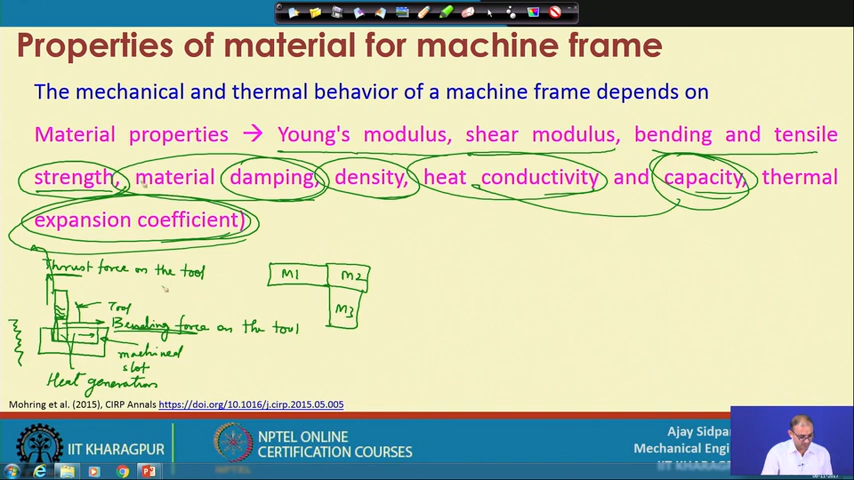 Properties of material for machine frame
The mechanical and thermal behavior of a machine frame depends on
Material properties → Young's modulus, shear modulus, bending and tensile
strength, , material damping, density, heat conductivity and capacity, thermal
expansion coefficient)
Thrust force on the tool
M1 M2
M3
Tool
Bending force on the tool
machined
slot
Heat generation
Mohring et al. (2015), CIRP Annals https://doi.org/10.1016/j.cirp.2015.05.005
IIT KHARAGPUR
NPTEL ONLINE
CERTIFICATION COURSES
Ajay Sidpar
Mechanical Engi
IIT KHARAGPU